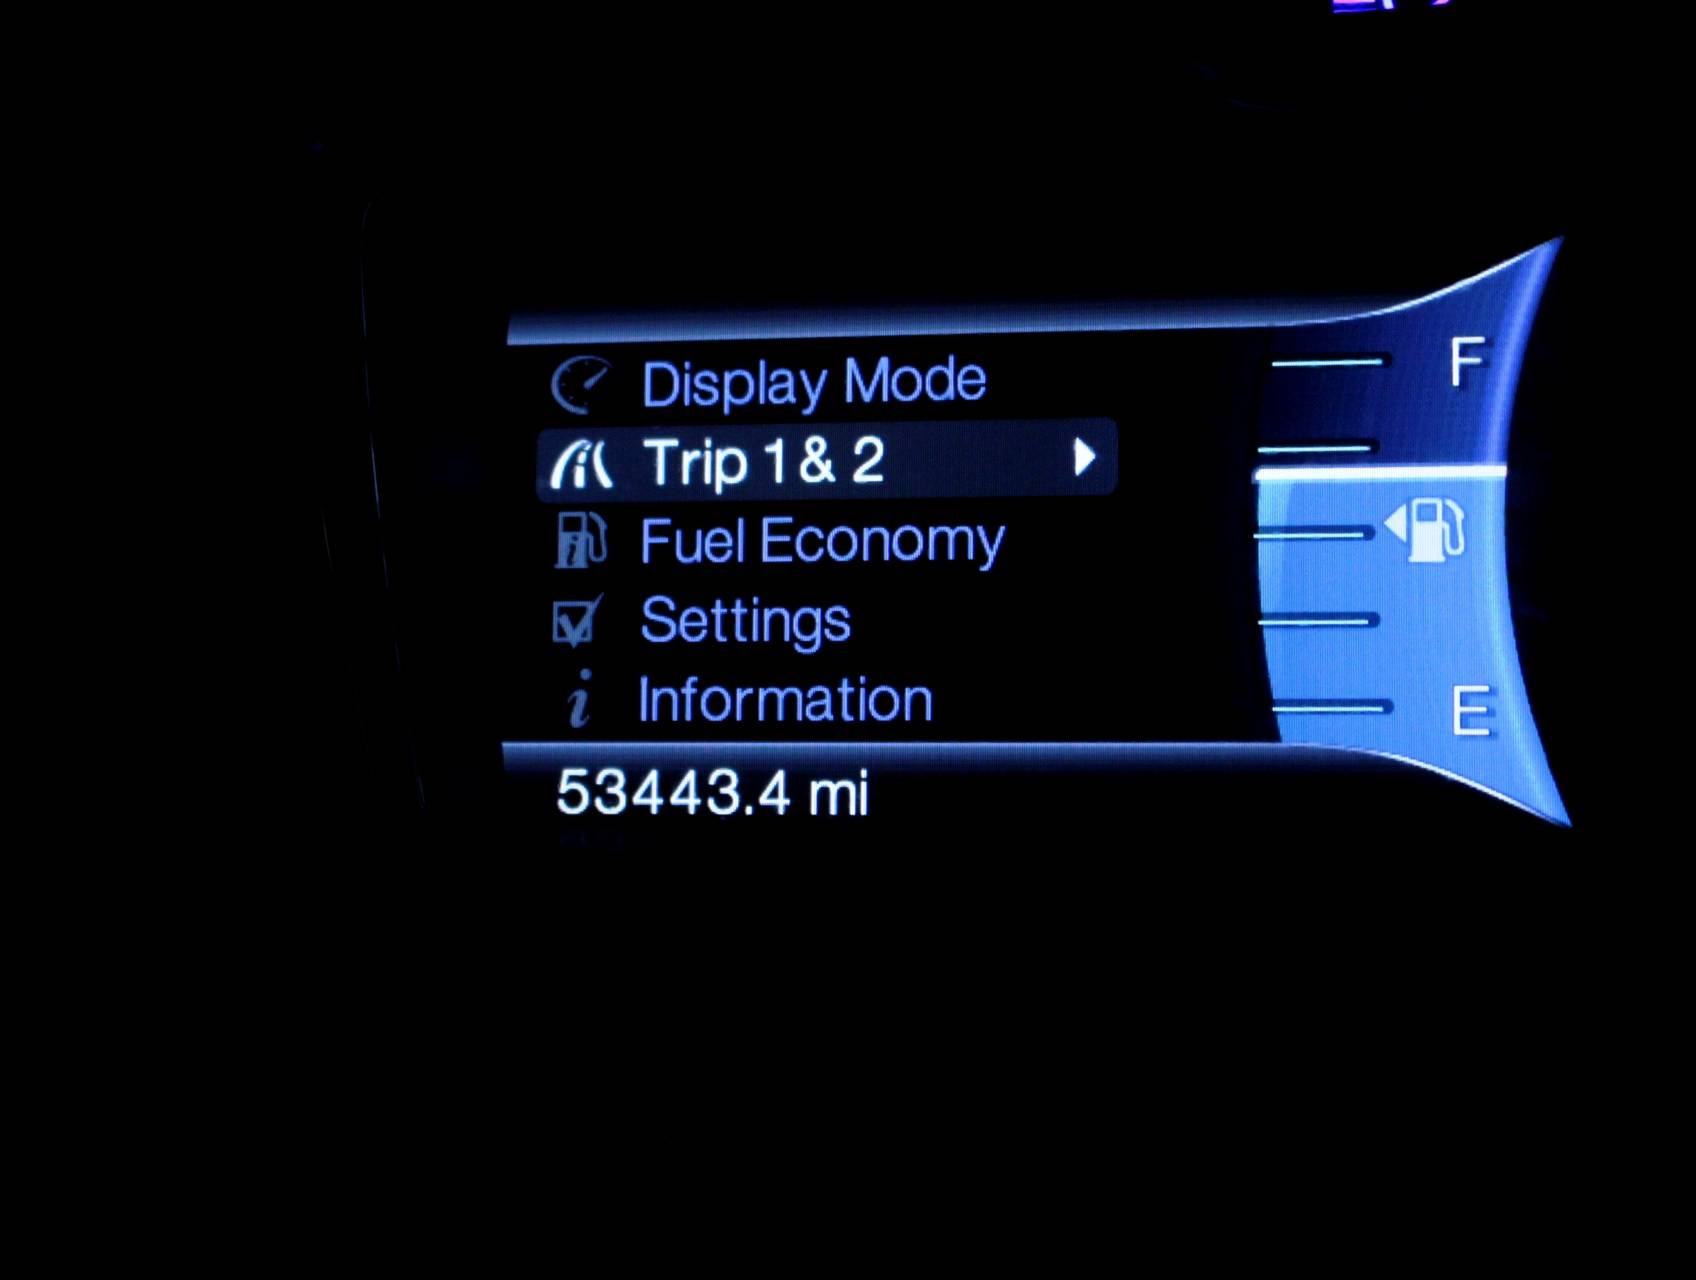 Display Mode
Trip 1 & 2
Fuel Economy
Settings
Information
53443.4 mi
F
E